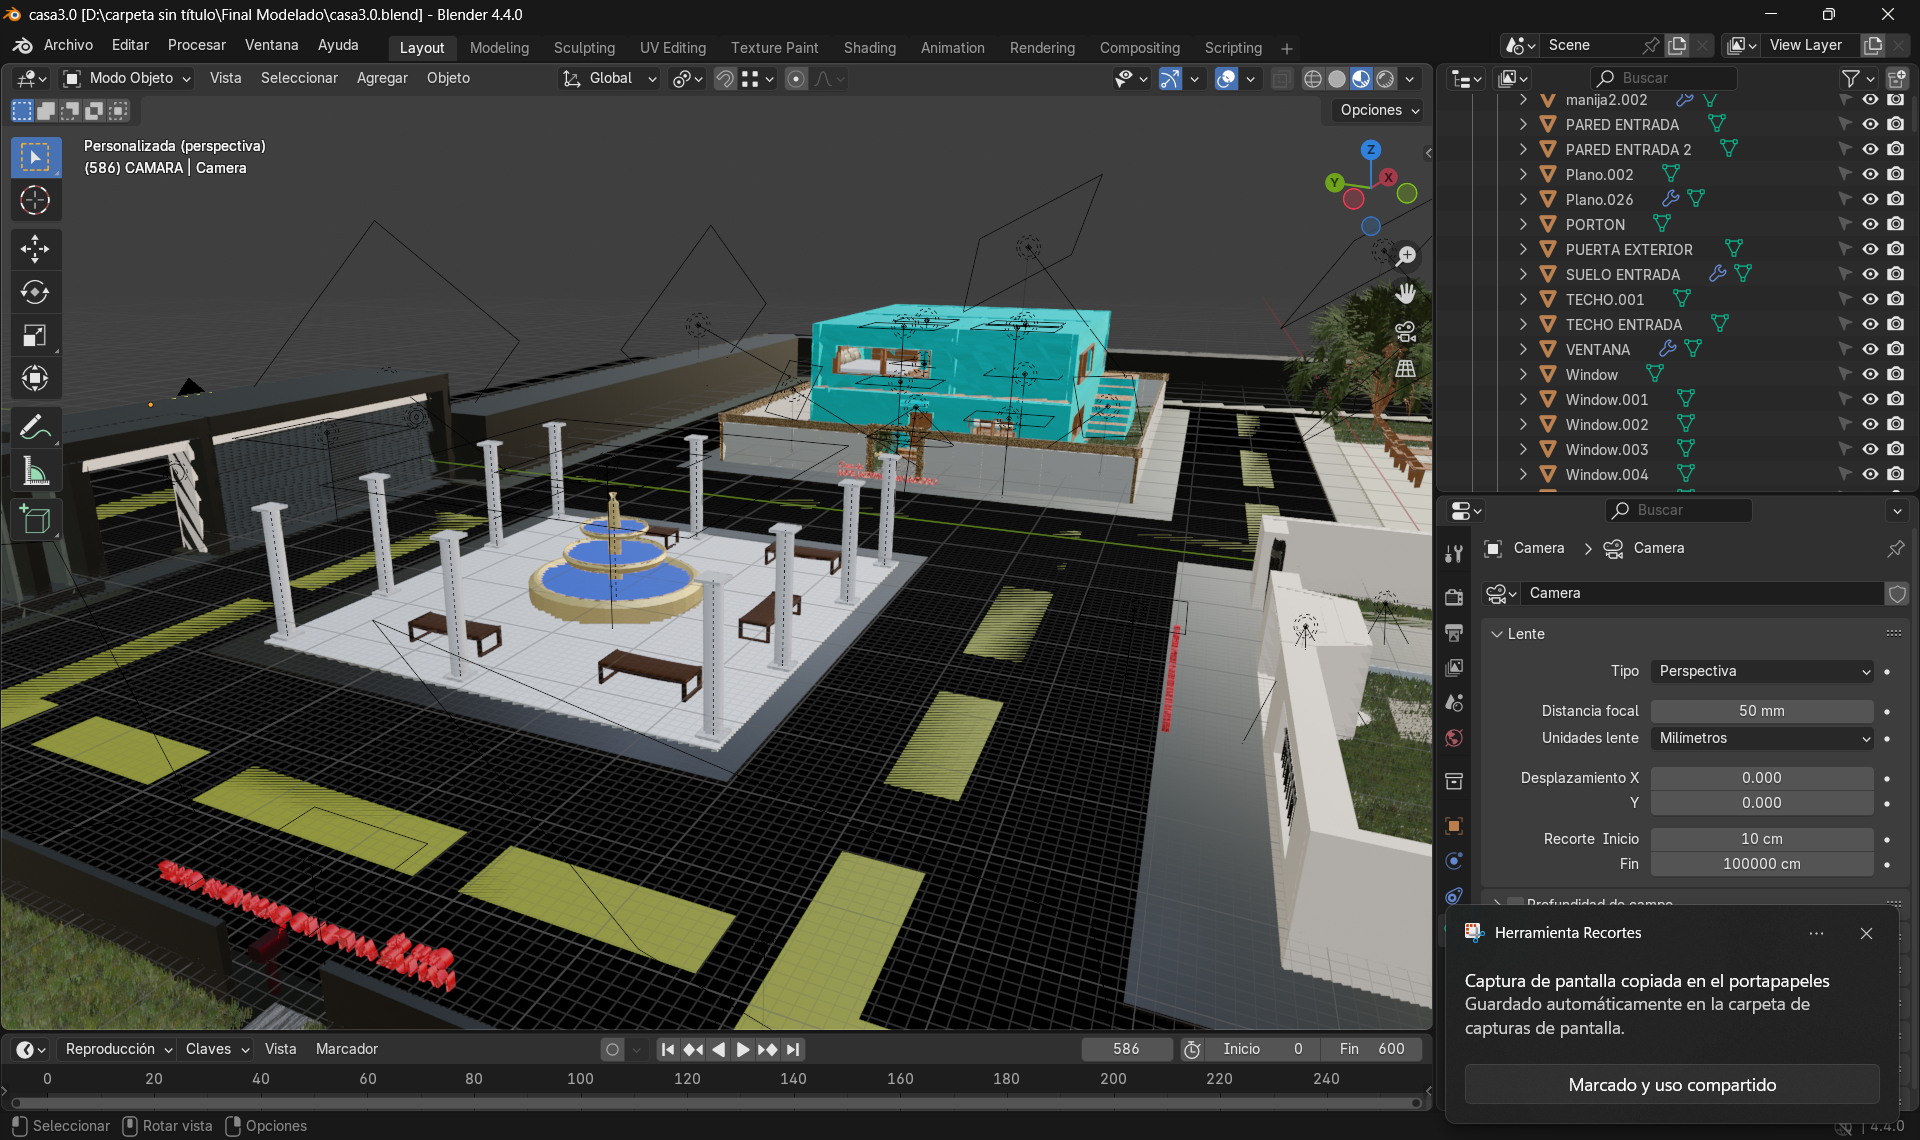 casa3.0 [D:\carpeta sin título\Final Modelado\casa3.0.blend] - Blender 4.4.0
Archivo Editar Procesar Ventana Ayuda Layout Modeling Sculpting UV Editing Texture Paint Shading Animation Rendering Compositing Scripting + Scene View Layer
Modo Objeto Vista Seleccionar Agregar Objeto Global Buscar
Opciones
Personalizada (perspectiva)
(586) CAMARA | Camera
Z
Y
X
manija2.002
PARED ENTRADA
PARED ENTRADA 2
Plano.002
Plano.026
PORTON
PUERTA EXTERIOR
SUELO ENTRADA
TECHO.001
TECHO ENTRADA
VENTANA
Window
Window.001
Window.002
Window.003
Window.004
Buscar
Camera > Camera
Camera
Lente
Tipo Perspectiva
Distancia focal 50 mm
Unidades lente Milímetros
Desplazamiento X 0.000
Y 0.000
Recorte Inicio 10 cm
Fin 100000 cm
Profundidad de campo
Herramienta Recortes
Captura de pantalla copiada en el portapapeles
Guardado automáticamente en la carpeta de
capturas de pantalla.
Marcado y uso compartido
Reproducción Claves Vista Marcador 586 Inicio 0 Fin 600
0 20 40 60 80 100 120 140 160 180 200 220 240
Seleccionar Rotar vista Opciones 4.4.0